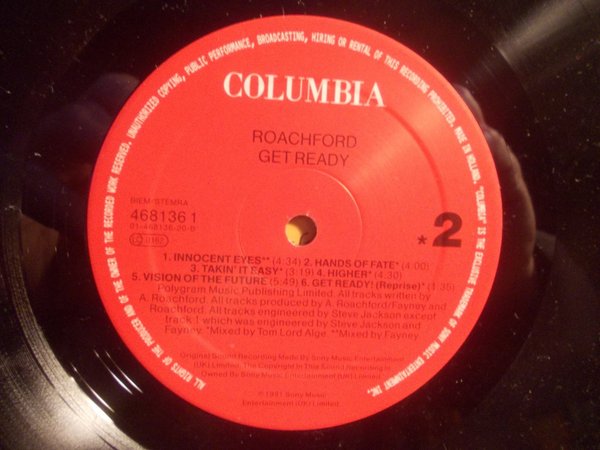 ALL RIGHTS OF THE PRODUCER AND OF THE OWNER OF THE RECORDED WORK RESERVED. UNAUTHORIZED COPYING, PUBLIC PERFORMANCE, BROADCASTING, HIRING OR RENTAL OF THIS RECORDING PROHIBITED. MADE IN HOLLAND. "COLUMBIA" IS THE EXCLUSIVE TRADEMARK OF SONY MUSIC ENTERTAINMENT INC.
COLUMBIA
ROACHFORD
GET READY
BIEM/STEMRA
468136 1
01-468136-20-B
*2
1. INNOCENT EYES** (4:34) 2. HANDS OF FATE* (4:00)
3. TAKIN' IT EASY* (3:19) 4. HIGHER* (4:30)
5. VISION OF THE FUTURE (5:49) 6. GET READY! (Reprise)* (1:35)
Polygram Music Publishing Limited. All tracks written by
A. Roachford. All tracks produced by A. Roachford/Fayney and
Roachford. All tracks engineered by Steve Jackson except
track 1 which was engineered by Steve Jackson and
Fayney. *Mixed by Tom Lord Alge. **Mixed by Fayney
Original Sound Recording Made By Sony Music Entertainment
(UK) Limited. The Copyright In This Sound Recording Is
Owned By Sony Music Entertainment (UK) Limited
℗ 1991 Sony Music
Entertainment (UK) Limited.